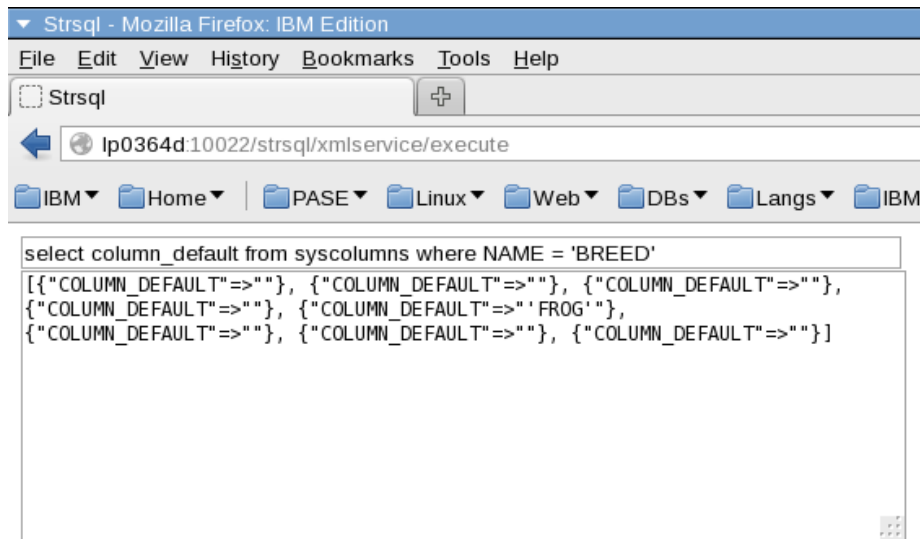 Strsql - Mozilla Firefox: IBM Edition
File Edit View History Bookmarks Tools Help
Strsql
lp0364d:10022/strsql/xmlservice/execute
IBM Home PASE Linux Web DBs Langs IBM
select column_default from syscolumns where NAME = 'BREED'
[{"COLUMN_DEFAULT"=>""}, {"COLUMN_DEFAULT"=>""}, {"COLUMN_DEFAULT"=>""},
{"COLUMN_DEFAULT"=>""}, {"COLUMN_DEFAULT"=>"'FROG'"},
{"COLUMN_DEFAULT"=>""}, {"COLUMN_DEFAULT"=>""}, {"COLUMN_DEFAULT"=>""}]